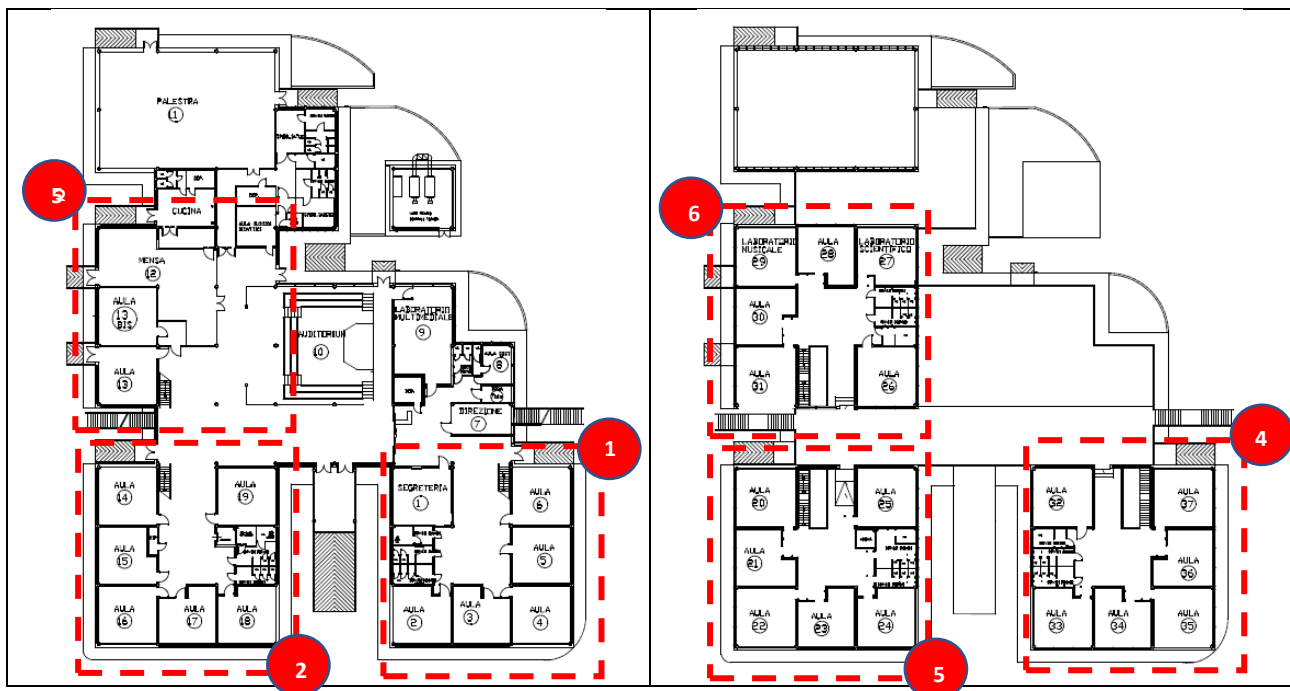 PALESTRA
11
CUCINA
MENSA
12
AULA
13
BIS
AULA
13
AUDITORIUM
10
LABORATORIO
MULTIMEDIALE
9
8
DIREZIONE
7
5
1
SEGRETERIA
1
AULA
6
AULA
5
AULA
4
AULA
3
AULA
2
AULA
14
AULA
19
AULA
15
AULA
16
AULA
17
AULA
18
2
6
LABORATORIO
MUSICALE
29
AULA
28
LABORATORIO
SCIENTIFICO
27
AULA
30
AULA
31
AULA
26
4
AULA
20
AULA
25
AULA
21
AULA
22
AULA
23
AULA
24
5
AULA
32
AULA
37
AULA
36
AULA
33
AULA
34
AULA
35